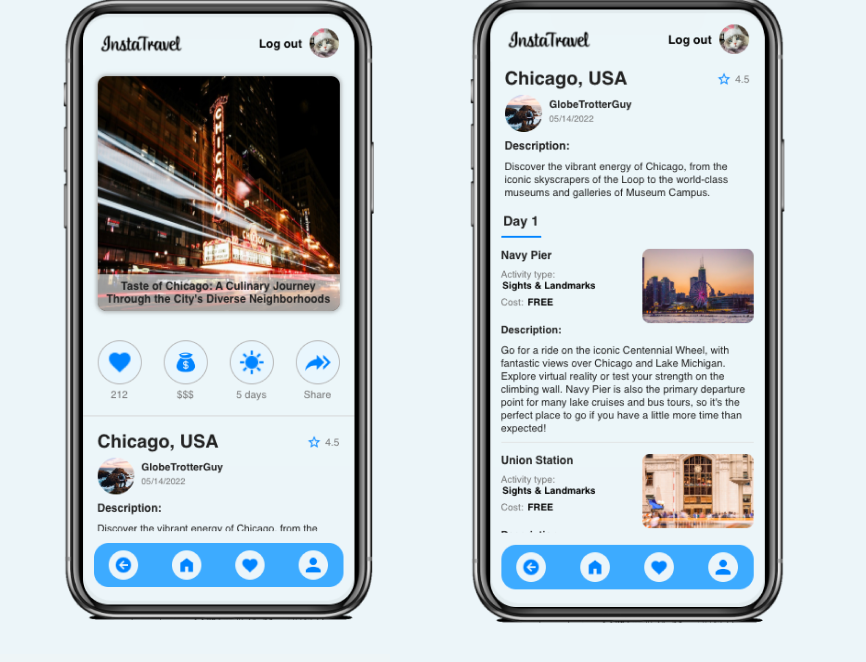 InstaTravel
Log out
CHICAGO
CHICAGO
Taste of Chicago: A Culinary Journey
Through the City's Diverse Neighborhoods
212
$$$
5 days
Share
Chicago, USA
4.5
GlobeTrotterGuy
05/14/2022
Description:
Discover the vibrant energy of Chicago, from the
InstaTravel
Log out
Chicago, USA
4.5
GlobeTrotterGuy
05/14/2022
Description:
Discover the vibrant energy of Chicago, from the
iconic skyscrapers of the Loop to the world-class
museums and galleries of Museum Campus.
Day 1
Navy Pier
Activity type:
Sights & Landmarks
Cost: FREE
Description:
Go for a ride on the iconic Centennial Wheel, with
fantastic views over Chicago and Lake Michigan.
Explore virtual reality or test your strength on the
climbing wall. Navy Pier is also the primary departure
point for many lake cruises and bus tours, so it's the
perfect place to go if you have a little more time than
expected!
Union Station
Activity type:
Sights & Landmarks
Cost: FREE